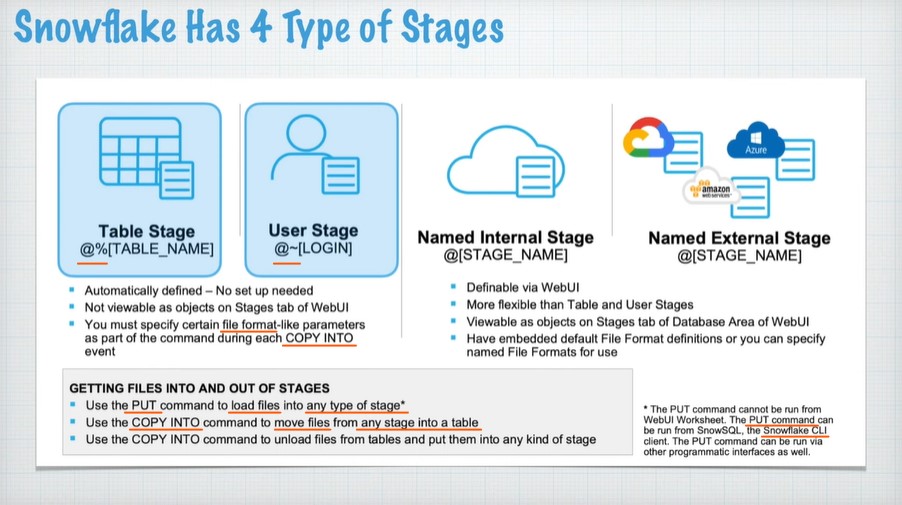 Snowflake Has 4 Type of Stages
Table Stage
@%[TABLE_NAME]
User Stage
@~[LOGIN]
Named Internal Stage
@[STAGE_NAME]
Azure
amazon
web services
Named External Stage
@[STAGE_NAME]
Automatically defined – No set up needed
Not viewable as objects on Stages tab of WebUI
You must specify certain file format-like parameters
as part of the command during each COPY INTO
event
Definable via WebUI
More flexible than Table and User Stages
Viewable as objects on Stages tab of Database Area of WebUI
Have embedded default File Format definitions or you can specify
named File Formats for use
GETTING FILES INTO AND OUT OF STAGES
Use the PUT command to load files into any type of stage*
Use the COPY INTO command to move files from any stage into a table
Use the COPY INTO command to unload files from tables and put them into any kind of stage
* The PUT command cannot be run from
WebUI Worksheet. The PUT command can
be run from SnowSQL, the Snowflake CLI
client. The PUT command can be run via
other programmatic interfaces as well.